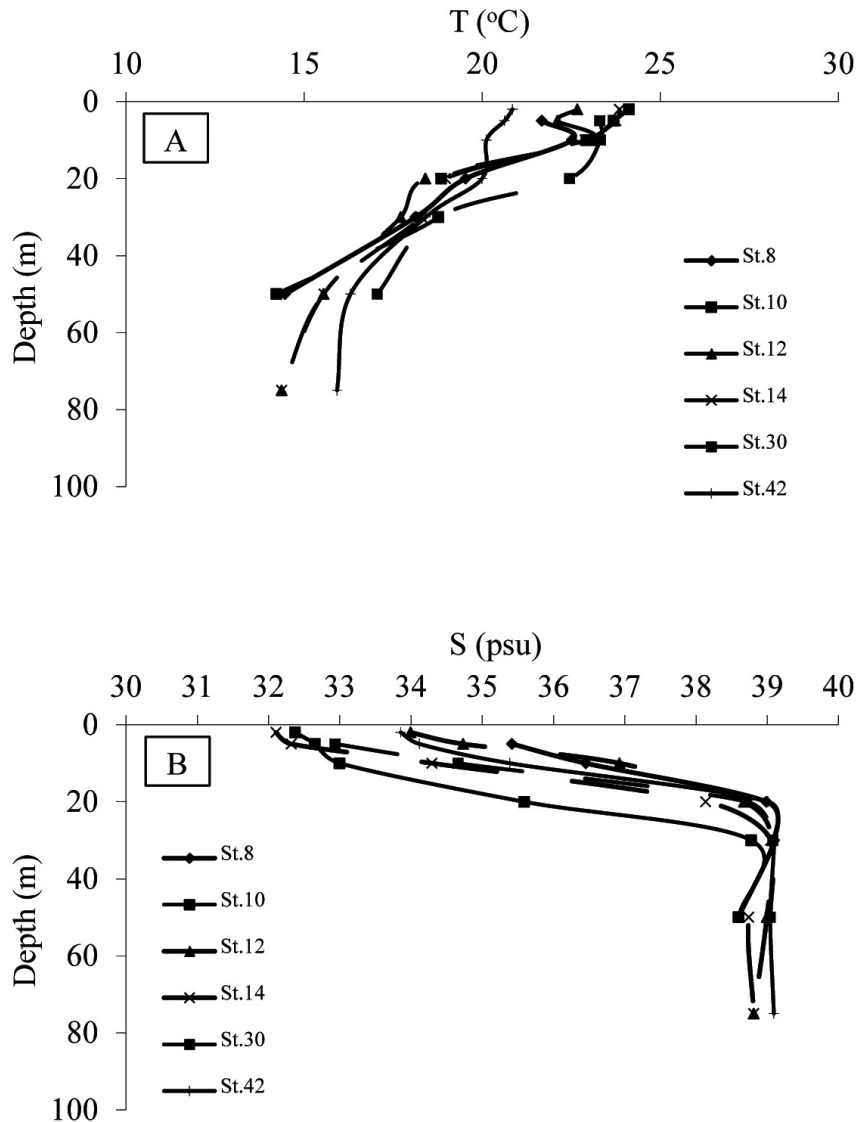 T (ºC)
10 15 20 25 30
0
20
40
60
80
100
Depth (m)
A
St.8
St.10
St.12
St.14
St.30
St.42
S (psu)
30 31 32 33 34 35 36 37 38 39 40
0
20
40
60
80
100
Depth (m)
B
St.8
St.10
St.12
St.14
St.30
St.42